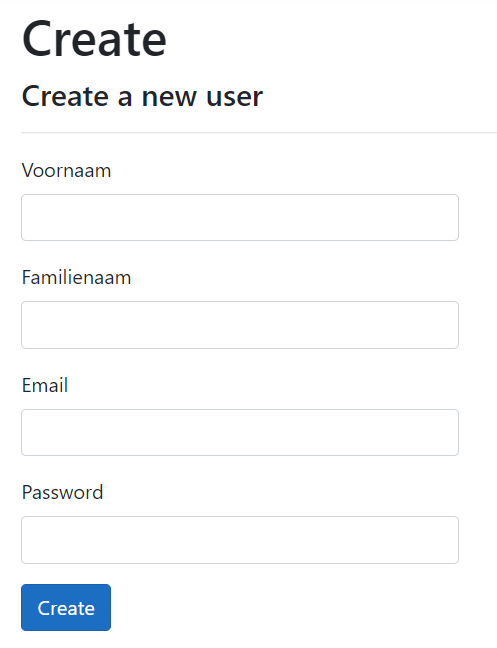 Create
Create a new user
Voornaam
Familienaam
Email
Password
Create